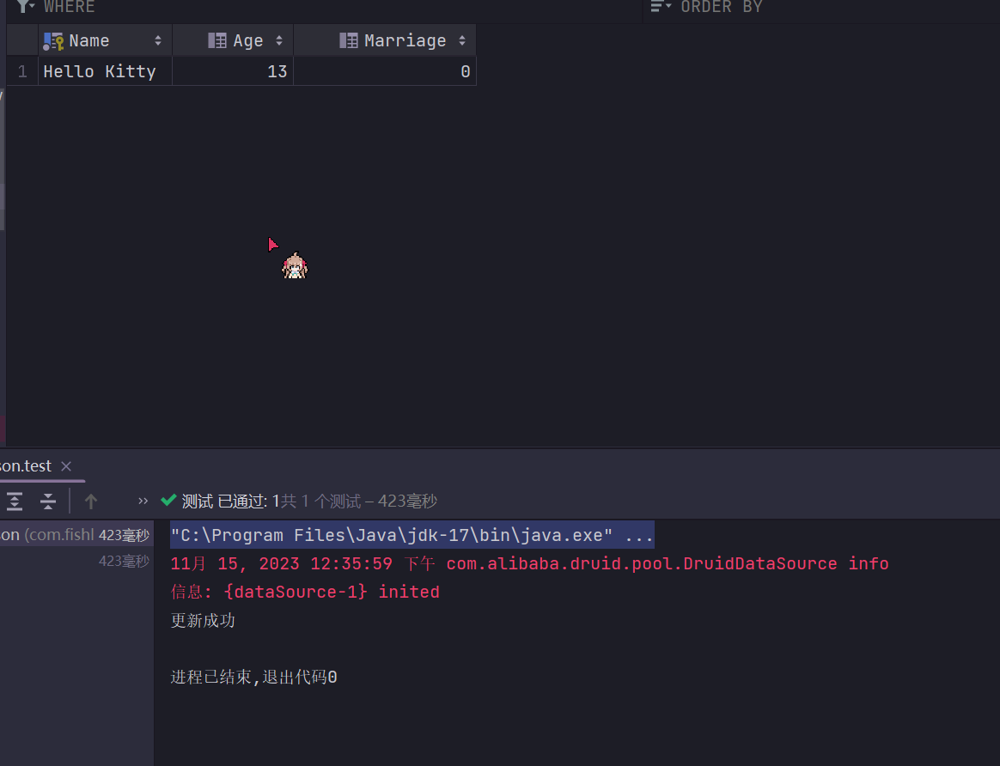 WHERE ORDER BY
Name Age Marriage
1 Hello Kitty 13 0
son.test
测试 已通过: 1共 1 个测试 – 423毫秒
son (com.fishl 423毫秒
423毫秒
"C:\Program Files\Java\jdk-17\bin\java.exe" ...
11月 15, 2023 12:35:59 下午 com.alibaba.druid.pool.DruidDataSource info
信息: {dataSource-1} inited
更新成功
进程已结束,退出代码0